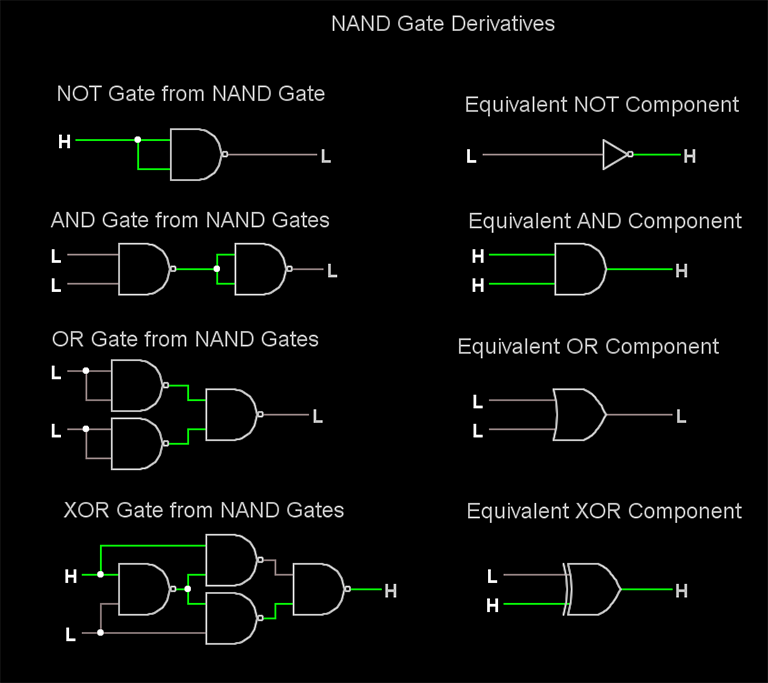 NAND Gate Derivatives
NOT Gate from NAND Gate
H
L
Equivalent NOT Component
L
H
AND Gate from NAND Gates
L
L
L
Equivalent AND Component
H
H
H
OR Gate from NAND Gates
L
L
L
Equivalent OR Component
L
L
L
XOR Gate from NAND Gates
H
L
H
Equivalent XOR Component
L
H
H